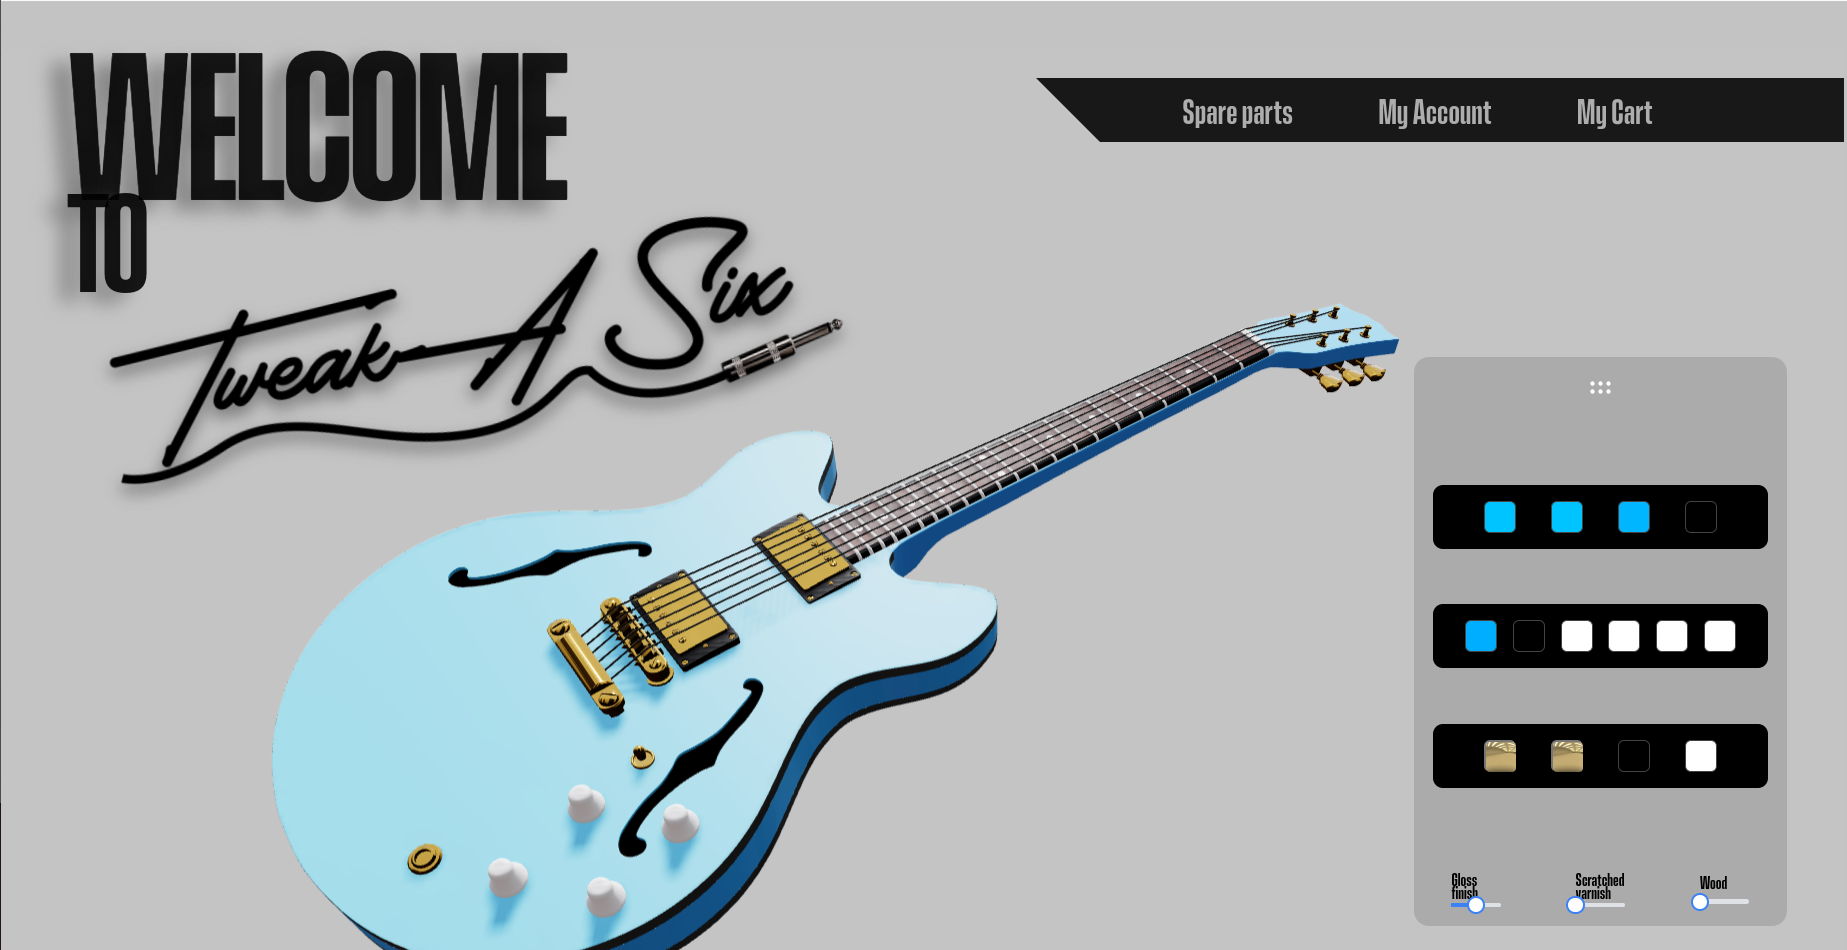 WELCOME
TO
Tweak-A Six
Spare parts
My Account
My Cart
Gloss
finish
Scratched
varnish
Wood